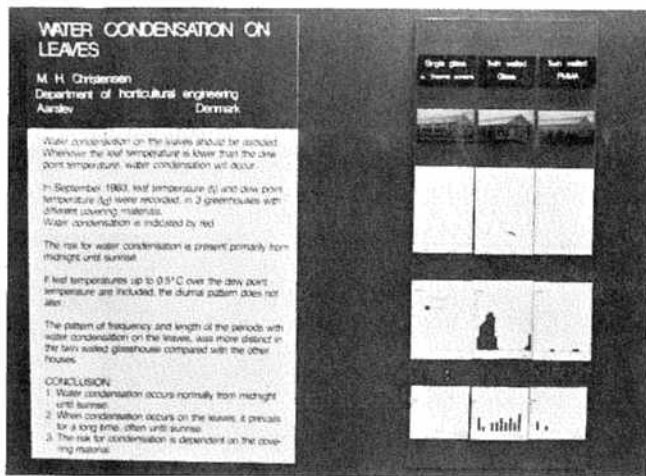 WATER CONDENSATION ON
LEAVES
M. H. Christensen
Department of horticultural engineering
Aarslev Denmark
Water condensation on the leaves should be avoided.
Whenever the leaf temperature is lower than the dew
point temperature, water condensation will occur.
In September 1983, leaf temperature and dew point
temperature were recorded, in 3 greenhouses with
different covering materials.
Water condensation is indicated by red.
The risk for water condensation is present primarily from
midnight until sunrise.
If leaf temperatures up to 0.5°C over the dew point
temperature are included, the diurnal pattern does not
alter.
The pattern of frequency and length of the periods with
water condensation on the leaves, was more distinct in
the twin walled glasshouse compared with the other
houses.
CONCLUSION:
1. Water condensation occurs normally from midnight
until sunrise.
2. When condensation occurs on the leaves, it prevails
for a long time, often until sunrise.
3. The risk for condensation is dependent on the cove-
ring material.
Single glass
Twin walled
Glass
Twin walled
PMMA